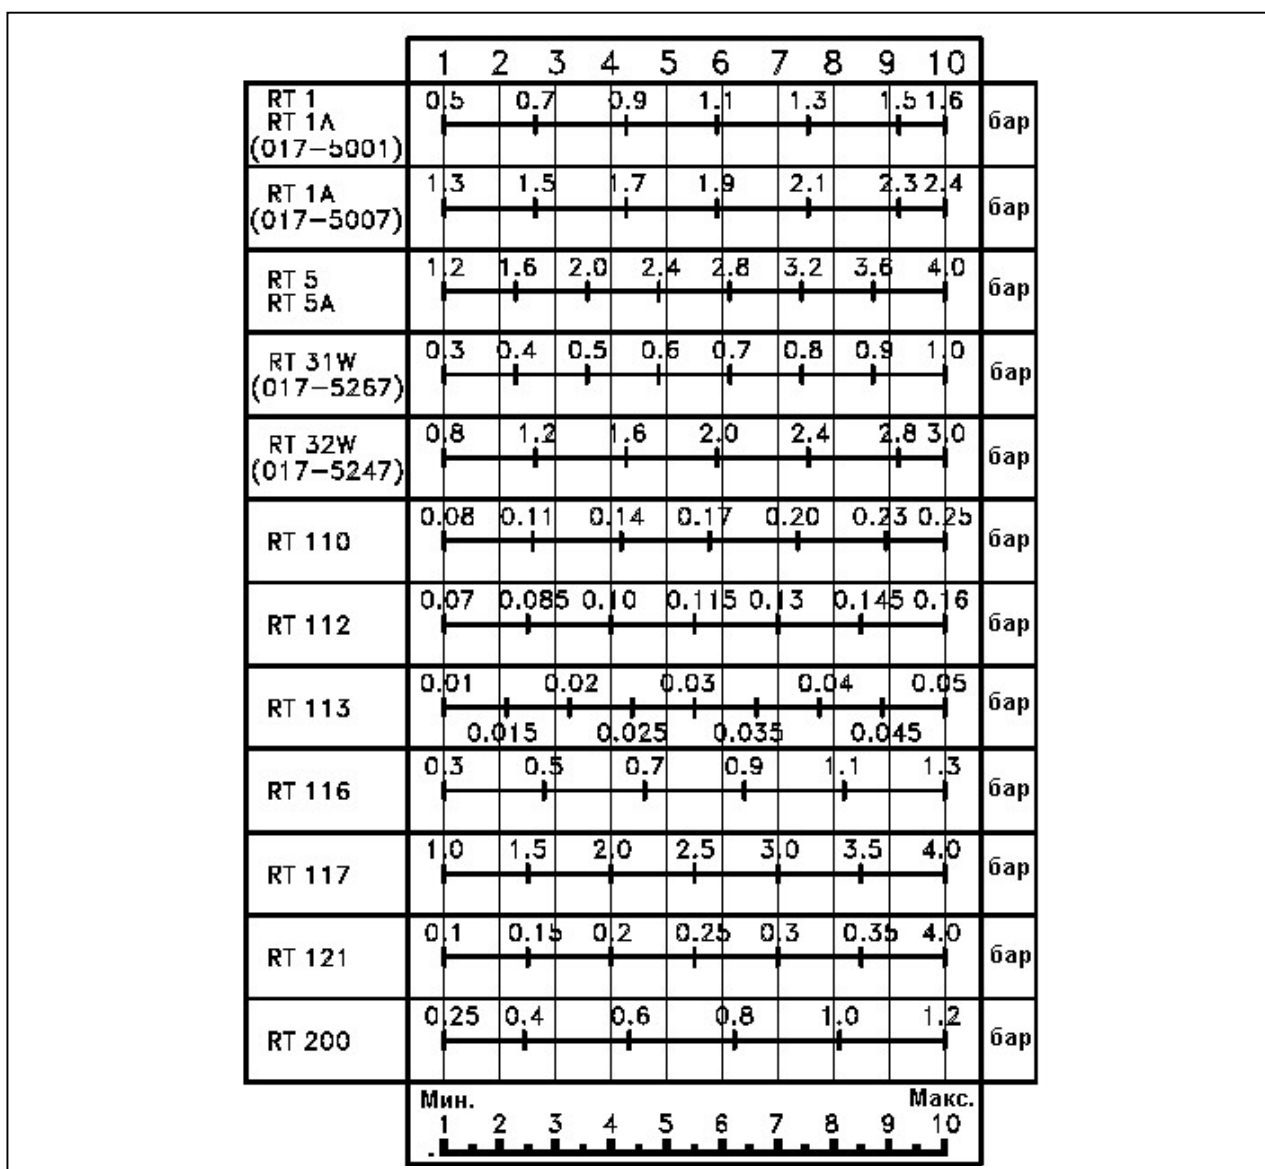 1 2 3 4 5 6 7 8 9 10
RT 1
RT 1A
(017-5001)
0.5 0.7 0.9 1.1 1.3 1.5 1.6 бар
RT 1A
(017-5007)
1.3 1.5 1.7 1.9 2.1 2.3 2.4 бар
RT 5
RT 5A
1.2 1.6 2.0 2.4 2.8 3.2 3.6 4.0 бар
RT 31W
(017-5267)
0.3 0.4 0.5 0.6 0.7 0.8 0.9 1.0 бар
RT 32W
(017-5247)
0.8 1.2 1.6 2.0 2.4 2.8 3.0 бар
RT 110
0.08 0.11 0.14 0.17 0.20 0.23 0.25 бар
RT 112
0.07 0.085 0.10 0.115 0.13 0.145 0.16 бар
RT 113
0.01 0.02 0.03 0.04 0.05 бар
0.015 0.025 0.035 0.045
RT 116
0.3 0.5 0.7 0.9 1.1 1.3 бар
RT 117
1.0 1.5 2.0 2.5 3.0 3.5 4.0 бар
RT 121
0.1 0.15 0.2 0.25 0.3 0.35 4.0 бар
RT 200
0.25 0.4 0.6 0.8 1.0 1.2 бар
Мин. Макс.
1 2 3 4 5 6 7 8 9 10